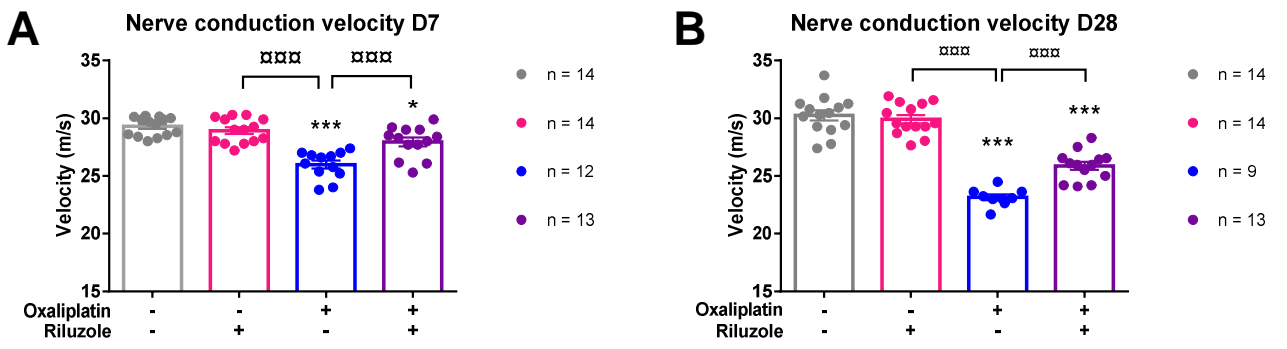 A
Nerve conduction velocity D7
¤¤¤ ¤¤¤
*
***
35
30
25
20
15
Velocity (m/s)
Oxaliplatin - - + +
Riluzole - + - +
n = 14
n = 14
n = 12
n = 13
B
Nerve conduction velocity D28
¤¤¤ ¤¤¤
***
***
35
30
25
20
15
Velocity (m/s)
Oxaliplatin - - + +
Riluzole - + - +
n = 14
n = 14
n = 9
n = 13